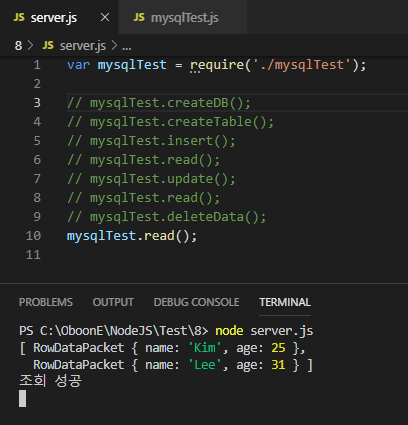 JS server.js × JS mysqlTest.js
8 > JS server.js > ...
1 var mysqlTest = require('./mysqlTest');
2
3 // mysqlTest.createDB();
4 // mysqlTest.createTable();
5 // mysqlTest.insert();
6 // mysqlTest.read();
7 // mysqlTest.update();
8 // mysqlTest.read();
9 // mysqlTest.deleteData();
10 mysqlTest.read();
11
PROBLEMS OUTPUT DEBUG CONSOLE TERMINAL
PS C:\OboonE\NodeJS\Test\8> node server.js
[ RowDataPacket { name: 'Kim', age: 25 },
RowDataPacket { name: 'Lee', age: 31 } ]
조회 성공